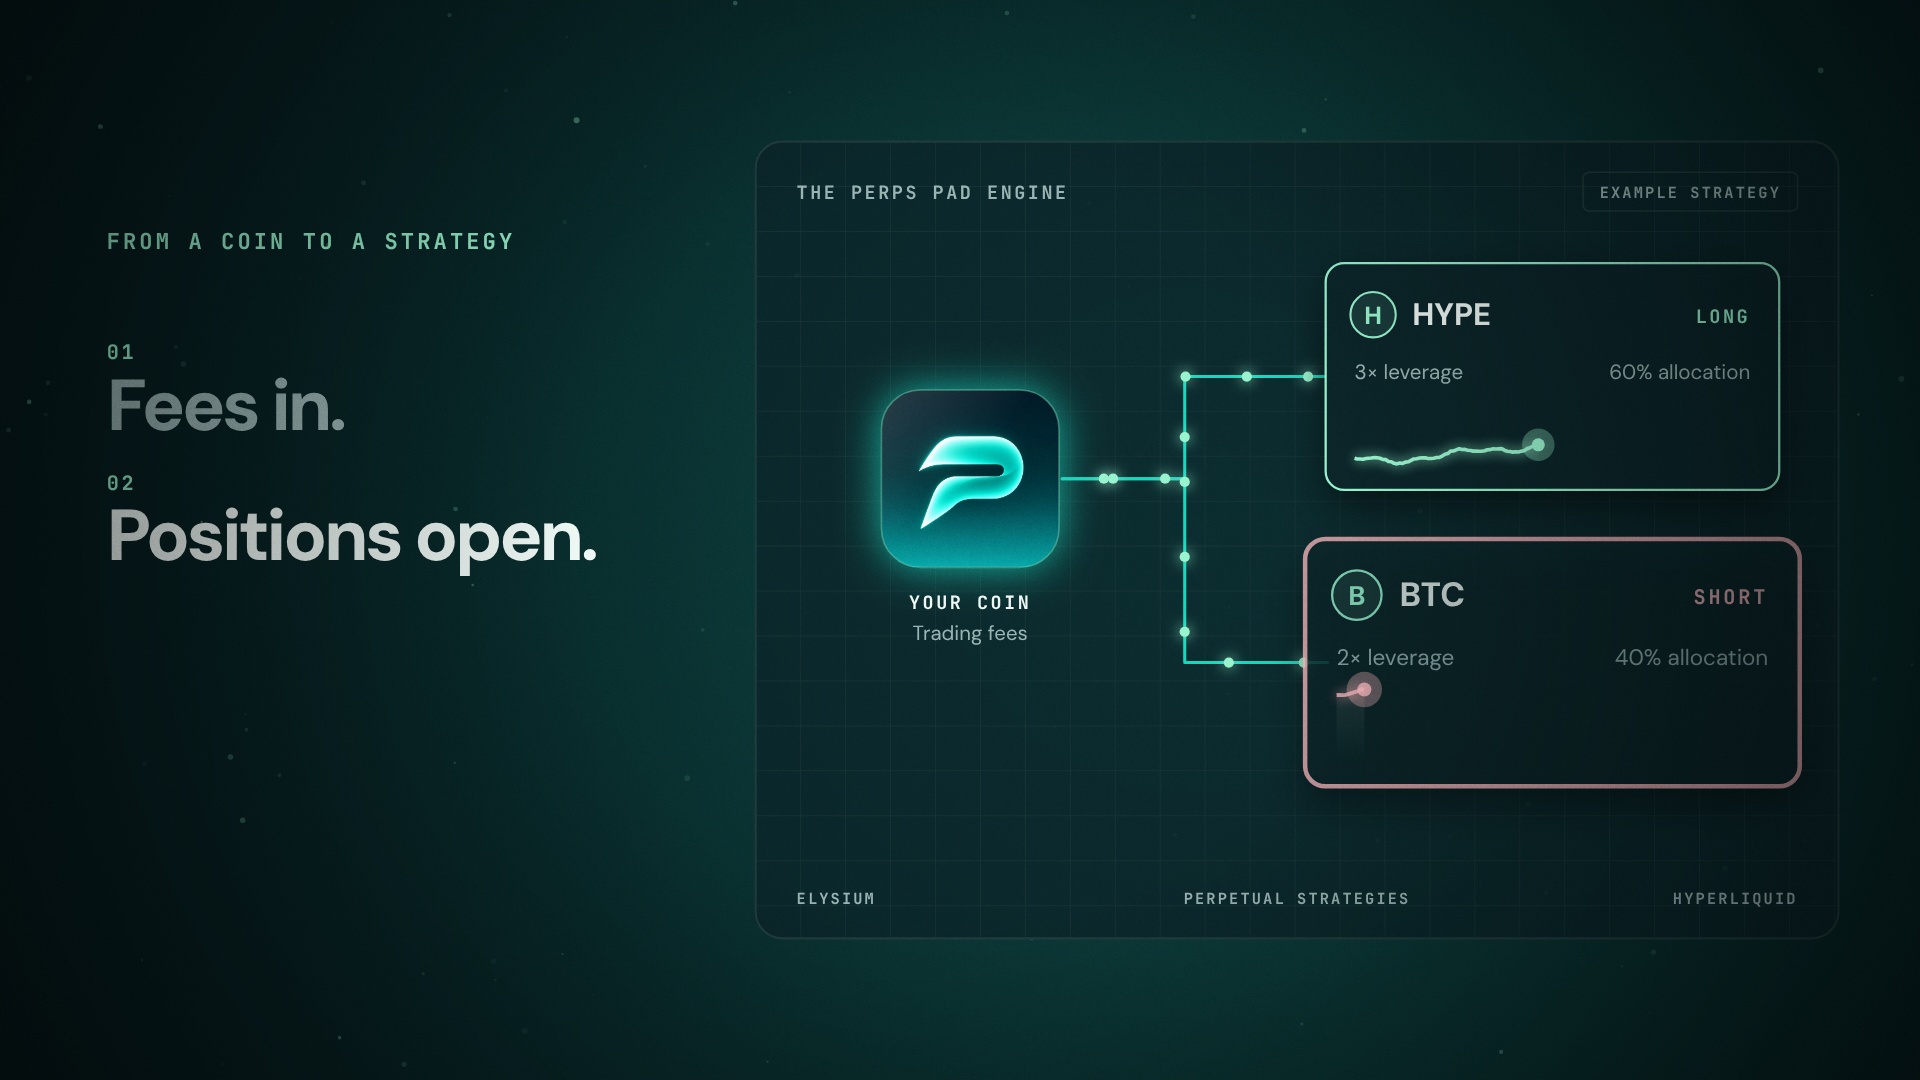 FROM A COIN TO A STRATEGY
01
Fees in.
02
Positions open.
THE PERPS PAD ENGINE
EXAMPLE STRATEGY
H HYPE LONG
3× leverage 60% allocation
YOUR COIN
Trading fees
B BTC SHORT
2× leverage 40% allocation
ELYSIUM PERPETUAL STRATEGIES HYPERLIQUID